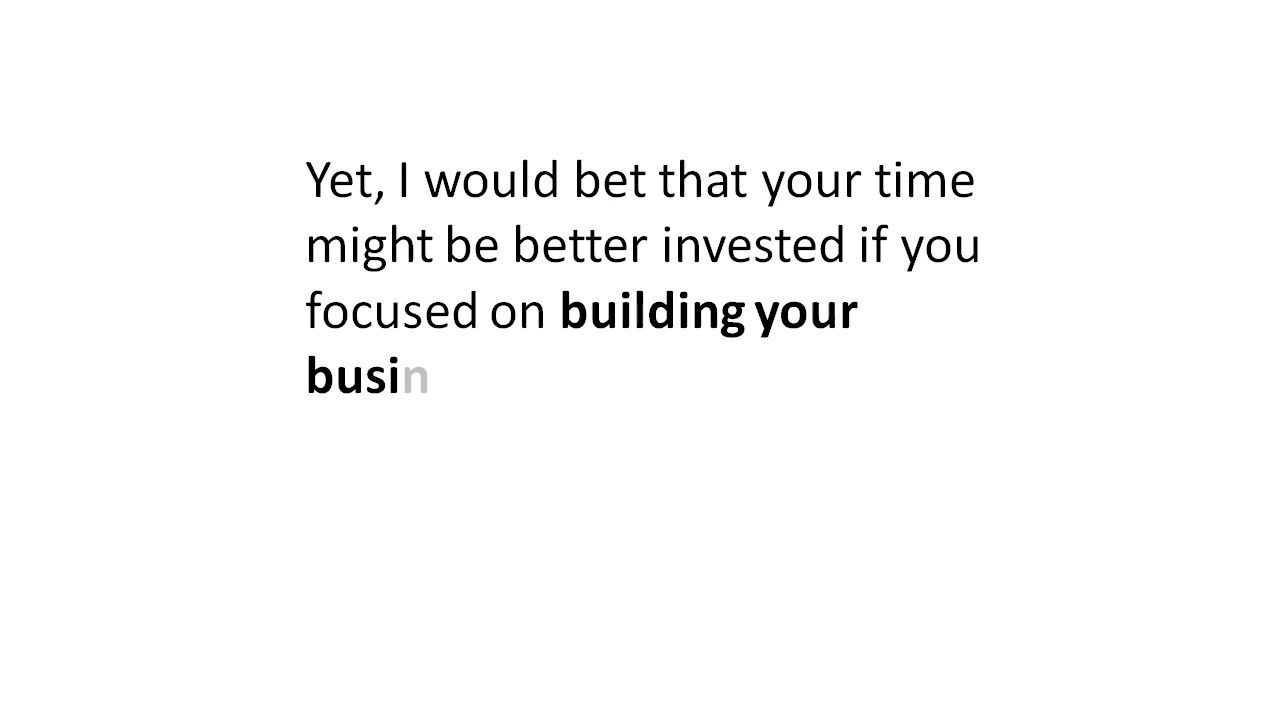 Yet, I would bet that your time
might be better invested if you
focused on building your
busin